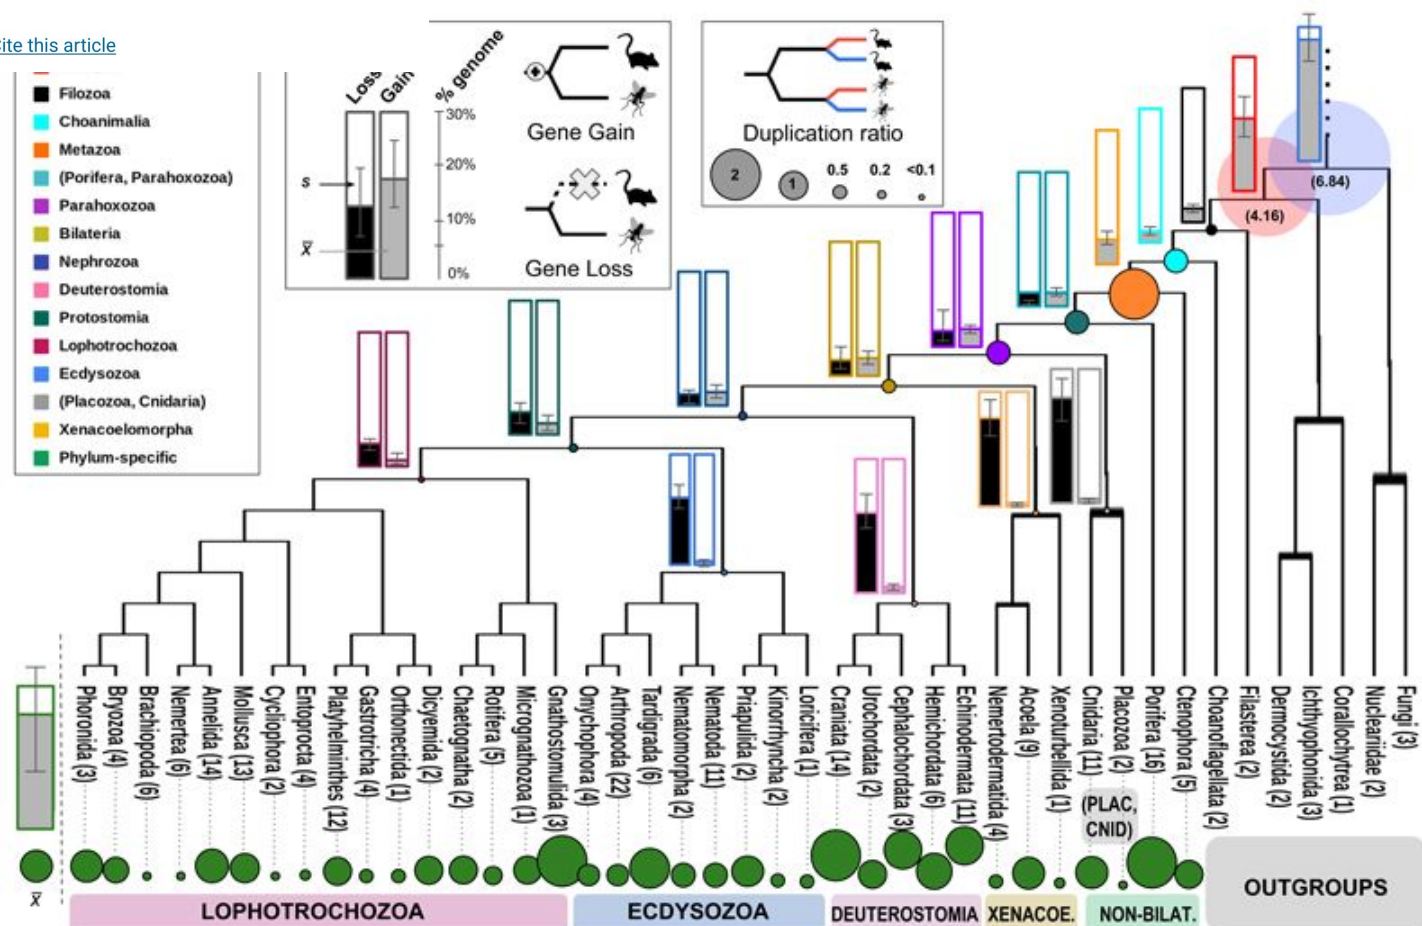 ite this article
Filozoa
Choanimalia
Metazoa
(Porifera, Parahoxozoa)
Parahoxozoa
Bilateria
Nephrozoa
Deuterostomia
Protostomia
Lophotrochozoa
Ecdysozoa
(Placozoa, Cnidaria)
Xenacoelomorpha
Phylum-specific
Loss
Gain
% genome
30%
20%
10%
0%
s
x̅
Gene Gain
Gene Loss
Duplication ratio
2
1
0.5
0.2
<0.1
(6.84)
(4.16)
Phoronida (3)
Bryozoa (4)
Brachiopoda (6)
Nemertea (6)
Annelida (14)
Mollusca (13)
Cycliophora (2)
Entoprocta (4)
Platyhelminthes (12)
Gastrotricha (4)
Orthonectida (1)
Dicyemida (2)
Chaetognatha (2)
Rotifera (5)
Micrognathozoa (1)
Gnathostomulida (3)
Onychophora (4)
Arthropoda (22)
Tardigrada (6)
Nematomorpha (2)
Nematoda (11)
Priapulida (2)
Kinorrhyncha (2)
Loricifera (1)
Craniata (14)
Urochordata (2)
Cephalochordata (3)
Hemichordata (6)
Echinodermata (11)
Nemertodermatida (4)
Acoela (9)
Xenoturbellida (1)
Cnidaria (11)
Placozoa (2)
Porifera (16)
Ctenophora (5)
Choanoflagellata (2)
Filasterea (2)
Dermocystida (2)
Ichthyophonida (3)
Corallochytrea (1)
Nucleariidae (2)
Fungi (3)
(PLAC,
CNID)
x̅
LOPHOTROCHOZOA
ECDYSOZOA
DEUTEROSTOMIA
XENACOE.
NON-BILAT.
OUTGROUPS